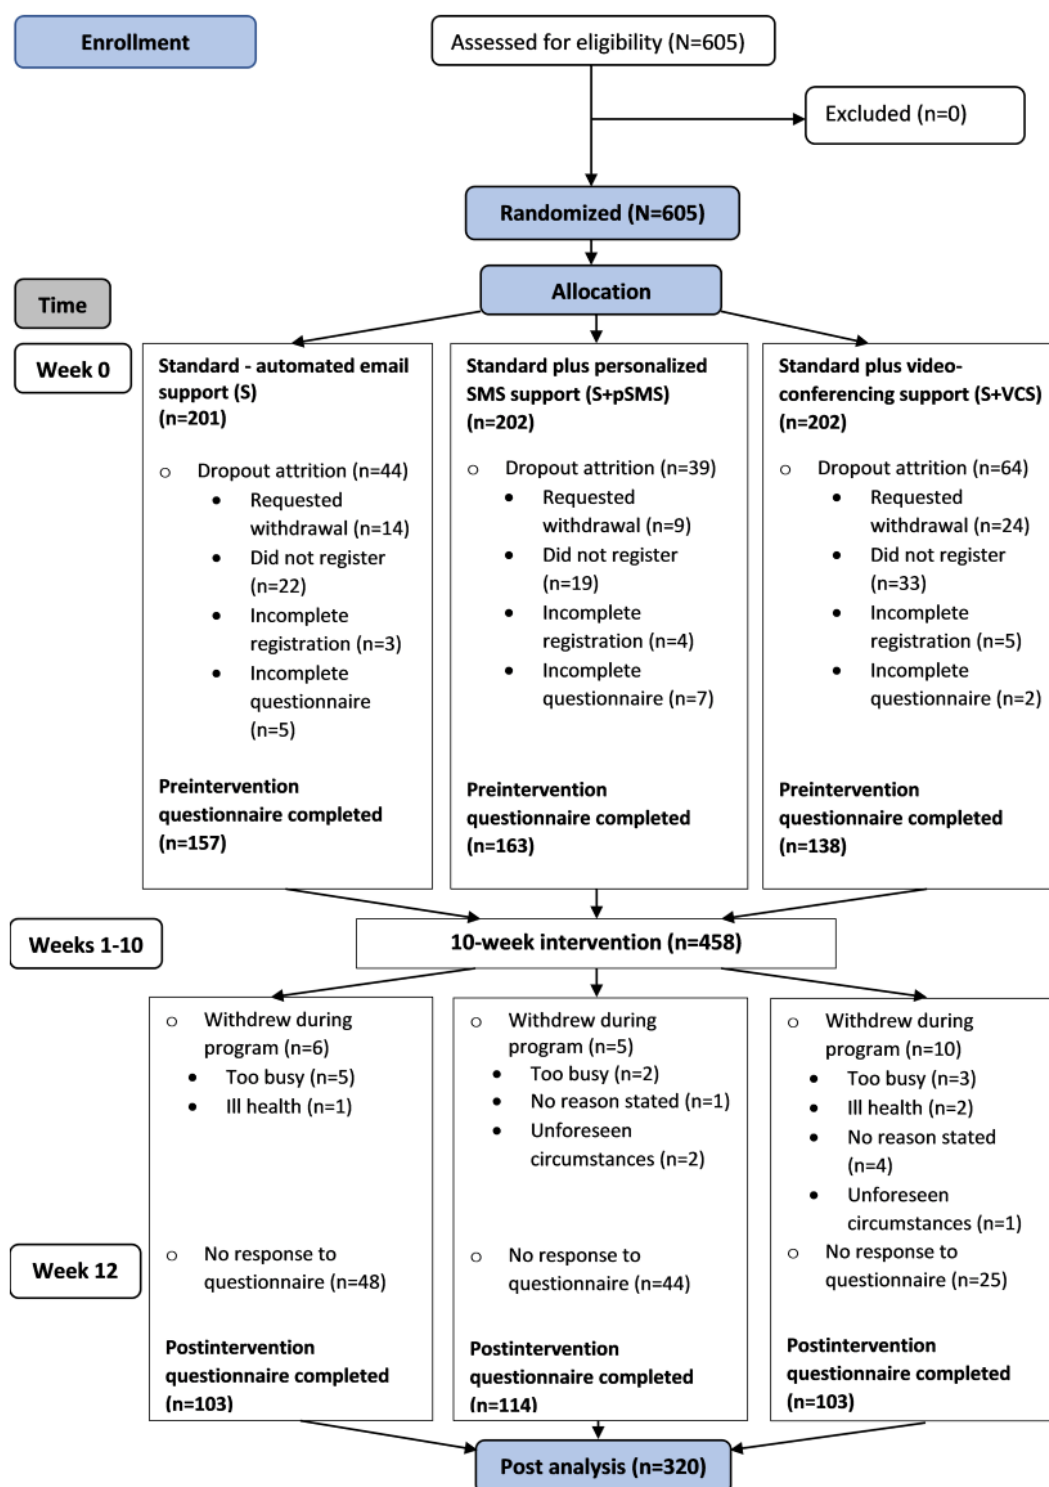 Enrollment
Assessed for eligibility (N=605)
Excluded (n=0)
Randomized (N=605)
Allocation
Time
Week 0
Standard - automated email
support (S)
(n=201)
o Dropout attrition (n=44)
• Requested
withdrawal (n=14)
• Did not register
(n=22)
• Incomplete
registration (n=3)
• Incomplete
questionnaire
(n=5)
Preintervention
questionnaire completed
(n=157)
Standard plus personalized
SMS support (S+pSMS)
(n=202)
o Dropout attrition (n=39)
• Requested
withdrawal (n=9)
• Did not register
(n=19)
• Incomplete
registration (n=4)
• Incomplete
questionnaire (n=7)
Preintervention
questionnaire completed
(n=163)
Standard plus video-
conferencing support (S+VCS)
(n=202)
o Dropout attrition (n=64)
• Requested
withdrawal (n=24)
• Did not register
(n=33)
• Incomplete
registration (n=5)
• Incomplete
questionnaire (n=2)
Preintervention
questionnaire completed
(n=138)
Weeks 1-10
10-week intervention (n=458)
o Withdrew during
program (n=6)
• Too busy (n=5)
• Ill health (n=1)
Week 12
o No response to
questionnaire (n=48)
Postintervention
questionnaire completed
(n=103)
o Withdrew during
program (n=5)
• Too busy (n=2)
• No reason stated (n=1)
• Unforeseen
circumstances (n=2)
o No response to
questionnaire (n=44)
Postintervention
questionnaire completed
(n=114)
o Withdrew during
program (n=10)
• Too busy (n=3)
• Ill health (n=2)
• No reason stated
(n=4)
• Unforeseen
circumstances (n=1)
o No response to
questionnaire (n=25)
Postintervention
questionnaire completed
(n=103)
Post analysis (n=320)